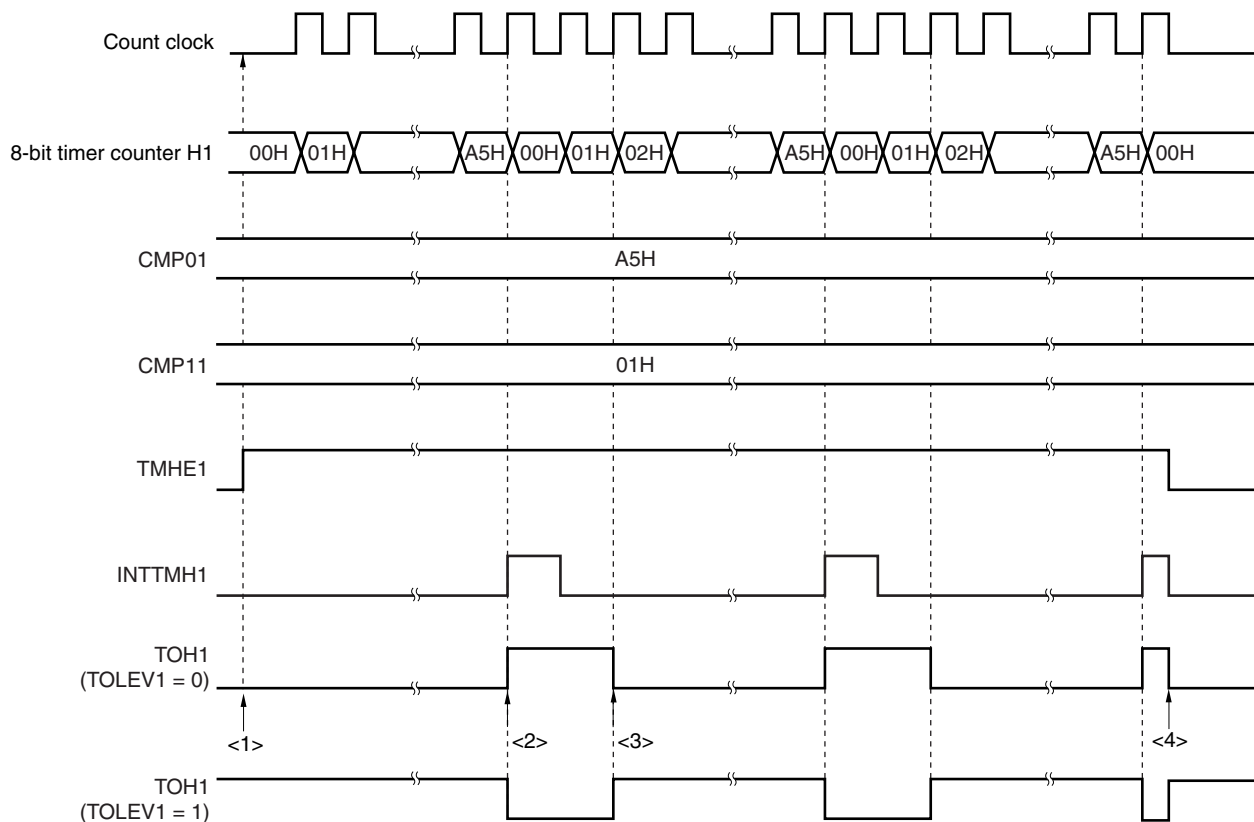 Count clock
8-bit timer counter H1
00H 01H A5H 00H 01H 02H A5H 00H 01H 02H A5H 00H
CMP01
A5H
CMP11
01H
TMHE1
INTTMH1
TOH1
(TOLEV1 = 0)
<1> <2> <3> <4>
TOH1
(TOLEV1 = 1)